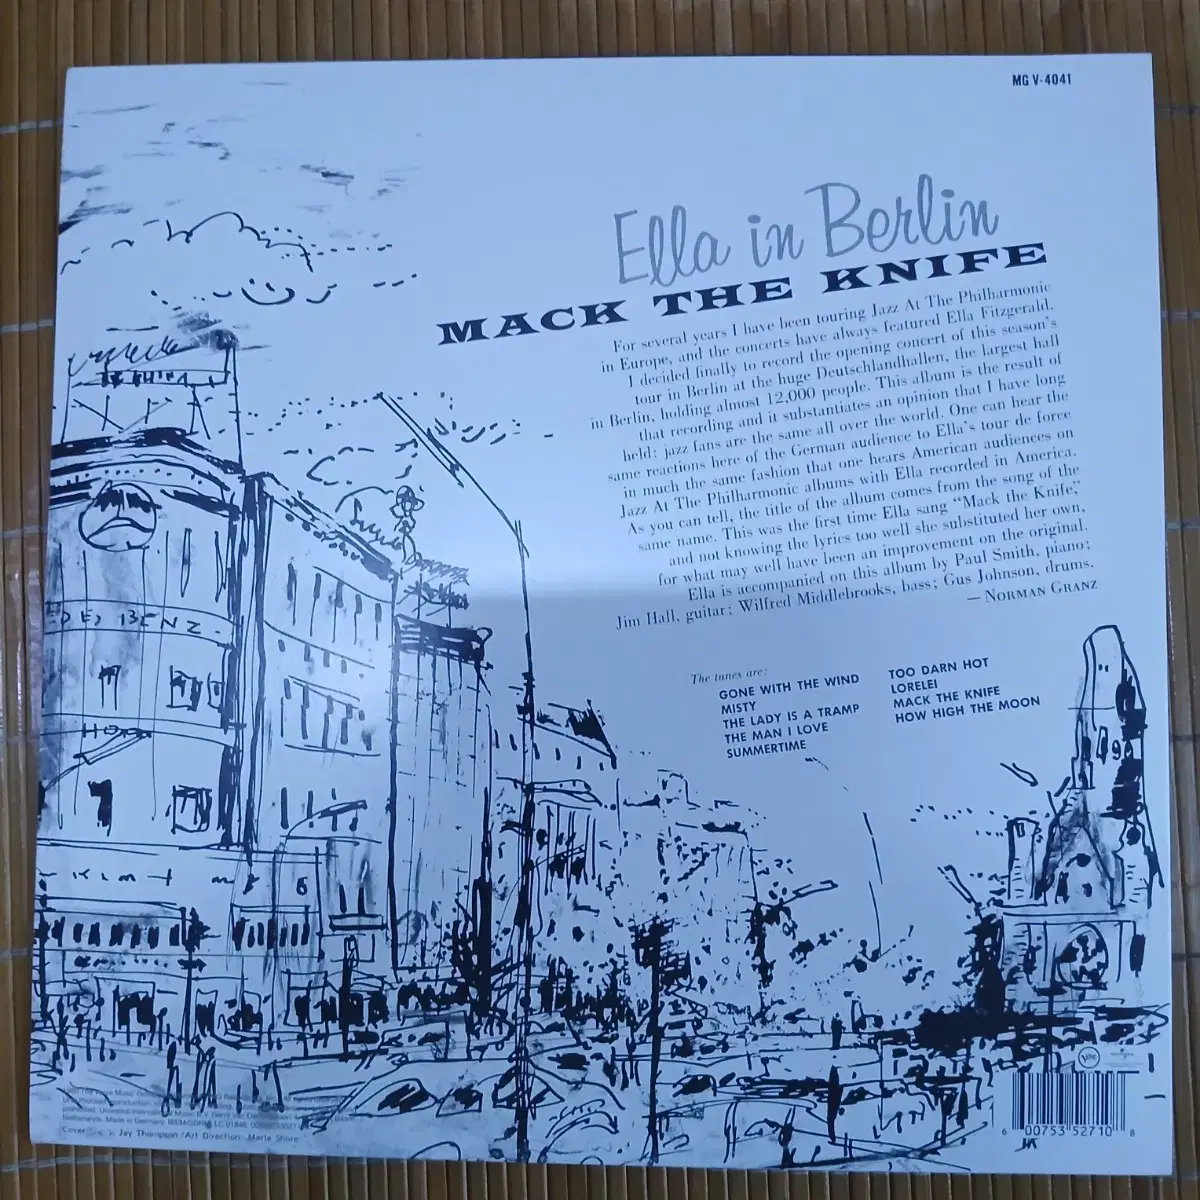 MG V-4041
Ella in Berlin
MACK THE KNIFE
For several years I have been touring Jazz At The Philharmonic
in Europe, and the concerts have always featured Ella Fitzgerald.
I decided finally to record the opening concert of this season's
tour in Berlin at the huge Deutschlandhallen, the largest hall
in Berlin, holding almost 12,000 people. This album is the result of
that recording and it substantiates an opinion that I have long
held: jazz fans are the same all over the world. One can hear the
same reactions here of the German audience to Ella's tour de force
in much the same fashion that one hears American audiences on
Jazz At The Philharmonic albums with Ella recorded in America.
As you can tell, the title of the album comes from the song of the
same name. This was the first time Ella sang "Mack the Knife,"
and not knowing the lyrics too well she substituted her own,
for what may well have been an improvement on the original.
Ella is accompanied on this album by Paul Smith, piano;
Jim Hall, guitar; Wilfred Middlebrooks, bass; Gus Johnson, drums.
— NORMAN GRANZ
The tunes are:
GONE WITH THE WIND
MISTY
THE LADY IS A TRAMP
THE MAN I LOVE
SUMMERTIME
TOO DARN HOT
LORELEI
MACK THE KNIFE
HOW HIGH THE MOON
DES BENZ
Made in Germany. BIEM/SDRM LC 01846
Cover: Jay Thompson/Art Direction: Merle Shore
6 00753 52710 8